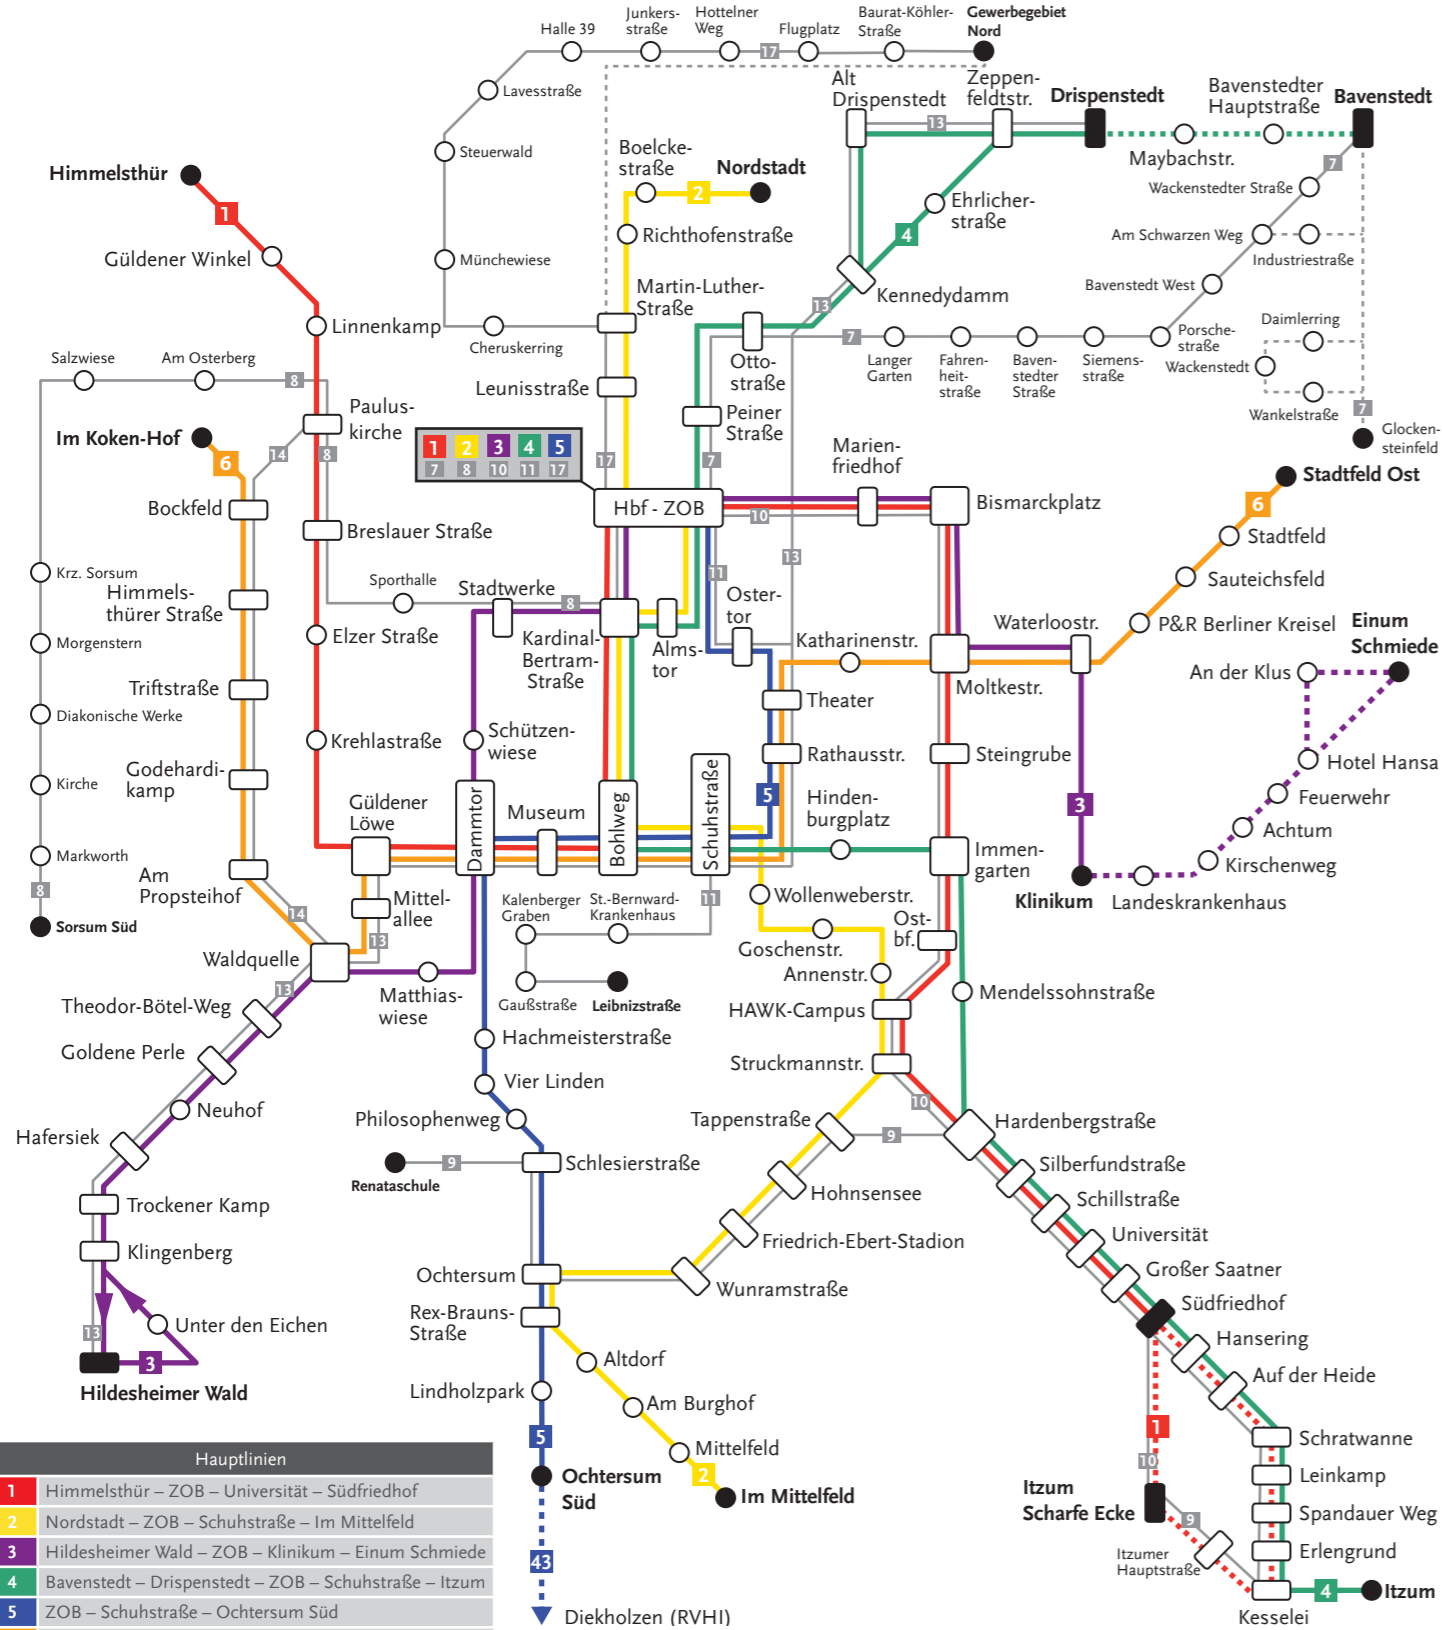 Halle 39
Junkers-
straße
Hottelner
Weg
17
Flugplatz
Baurat-Köhler-
Straße
Gewerbegebiet
Nord
Lavesstraße
Steuerwald
Münchewiese
Cheruskerring
Alt
Drispenstedt
13
Zeppen-
feldtstr.
Drispenstedt
Maybachstr.
Bavenstedter
Hauptstraße
Bavenstedt
7
Wackenstedter Straße
Am Schwarzen Weg
Industriestraße
Bavenstedt West
Daimlerring
Wackenstedt
Wankelstraße
7
Glocken-
steinfeld
Himmelsthür
1
Güldener Winkel
Linnenkamp
Boelcke-
straße
2
Nordstadt
Richthofenstraße
Martin-Luther-
Straße
Leunisstraße
Ehrlicher-
straße
4
Kennedydamm
13
Otto-
straße
7
Langer
Garten
Fahren-
heit-
straße
Baven-
stedter
Straße
Siemens-
straße
Porsche-
straße
Salzwiese
Am Osterberg
8
Paulus-
kirche
Im Koken-Hof
6
14
8
Peiner
Straße
Marien-
friedhof
1
2
3
4
5
7
8
10
11
17
17
7
Hbf - ZOB
10
Bismarckplatz
Stadtfeld Ost
6
Stadtfeld
Sauteichsfeld
P&R Berliner Kreisel
Bockfeld
Breslauer Straße
Krz. Sorsum
Himmels-
thürer Straße
Morgenstern
Elzer Straße
Sporthalle
Stadtwerke
8
Kardinal-
Bertram-
Straße
Alms-
tor
11
Oster-
tor
13
Katharinenstr.
Moltkestr.
Waterloostr.
Einum
Schmiede
An der Klus
Triftstraße
Diakonische Werke
Krehlastraße
Schützen-
wiese
Theater
Rathausstr.
Steingrube
Hotel Hansa
Feuerwehr
Achtum
Kirschenweg
Godehardi-
kamp
Kirche
Markworth
8
Sorsum Süd
Güldener
Löwe
Dammtor
Museum
Bohlweg
Schuhstraße
5
Hinden-
burgplatz
Immen-
garten
3
Klinikum
Landeskrankenhaus
Am
Propsteihof
14
Mittel-
allee
13
Kalenberger
Graben
St.-Bernward-
Krankenhaus
11
Wollenweberstr.
Goschenstr.
Annenstr.
Ost-
bf.
Waldquelle
Matthias-
wiese
Gaußstraße
Leibnizstraße
13
Theodor-Bötel-Weg
Goldene Perle
Neuhof
Hafersiek
Trockener Kamp
Klingenberg
Unter den Eichen
13
3
Hildesheimer Wald
Hachmeisterstraße
Vier Linden
Philosophenweg
Renataschule
9
Schlesierstraße
HAWK-Campus
Mendelssohnstraße
Struckmannstr.
10
Tappenstraße
9
Hardenbergstraße
Hohnsensee
Friedrich-Ebert-Stadion
Wunramstraße
Ochtersum
Rex-Brauns-
Straße
Altdorf
Am Burghof
Mittelfeld
2
Im Mittelfeld
Lindholzpark
5
Ochtersum
Süd
43
Diekholzen (RVHI)
Silberfundstraße
Schillstraße
Universität
Großer Saatner
Südfriedhof
Hansering
Auf der Heide
1
10
Schratwanne
Leinkamp
Spandauer Weg
Erlengrund
Itzum
Scharfe Ecke
9
Itzumer
Hauptstraße
4
Itzum
Kesselei
Hauptlinien
1 Himmelsthür – ZOB – Universität – Südfriedhof
2 Nordstadt – ZOB – Schuhstraße – Im Mittelfeld
3 Hildesheimer Wald – ZOB – Klinikum – Einum Schmiede
4 Bavenstedt – Drispenstedt – ZOB – Schuhstraße – Itzum
5 ZOB – Schuhstraße – Ochtersum Süd